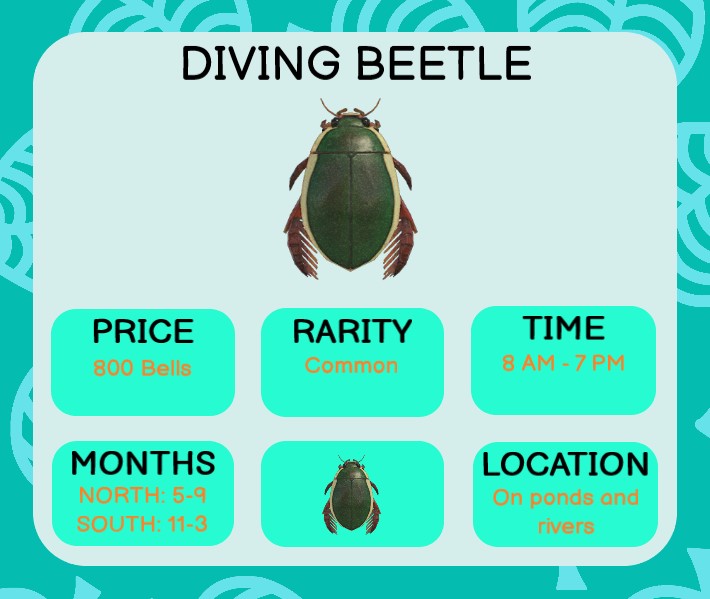 DIVING BEETLE
PRICE
800 Bells
RARITY
Common
TIME
8 AM - 7 PM
MONTHS
NORTH: 5-9
SOUTH: 11-3
LOCATION
On ponds and
rivers